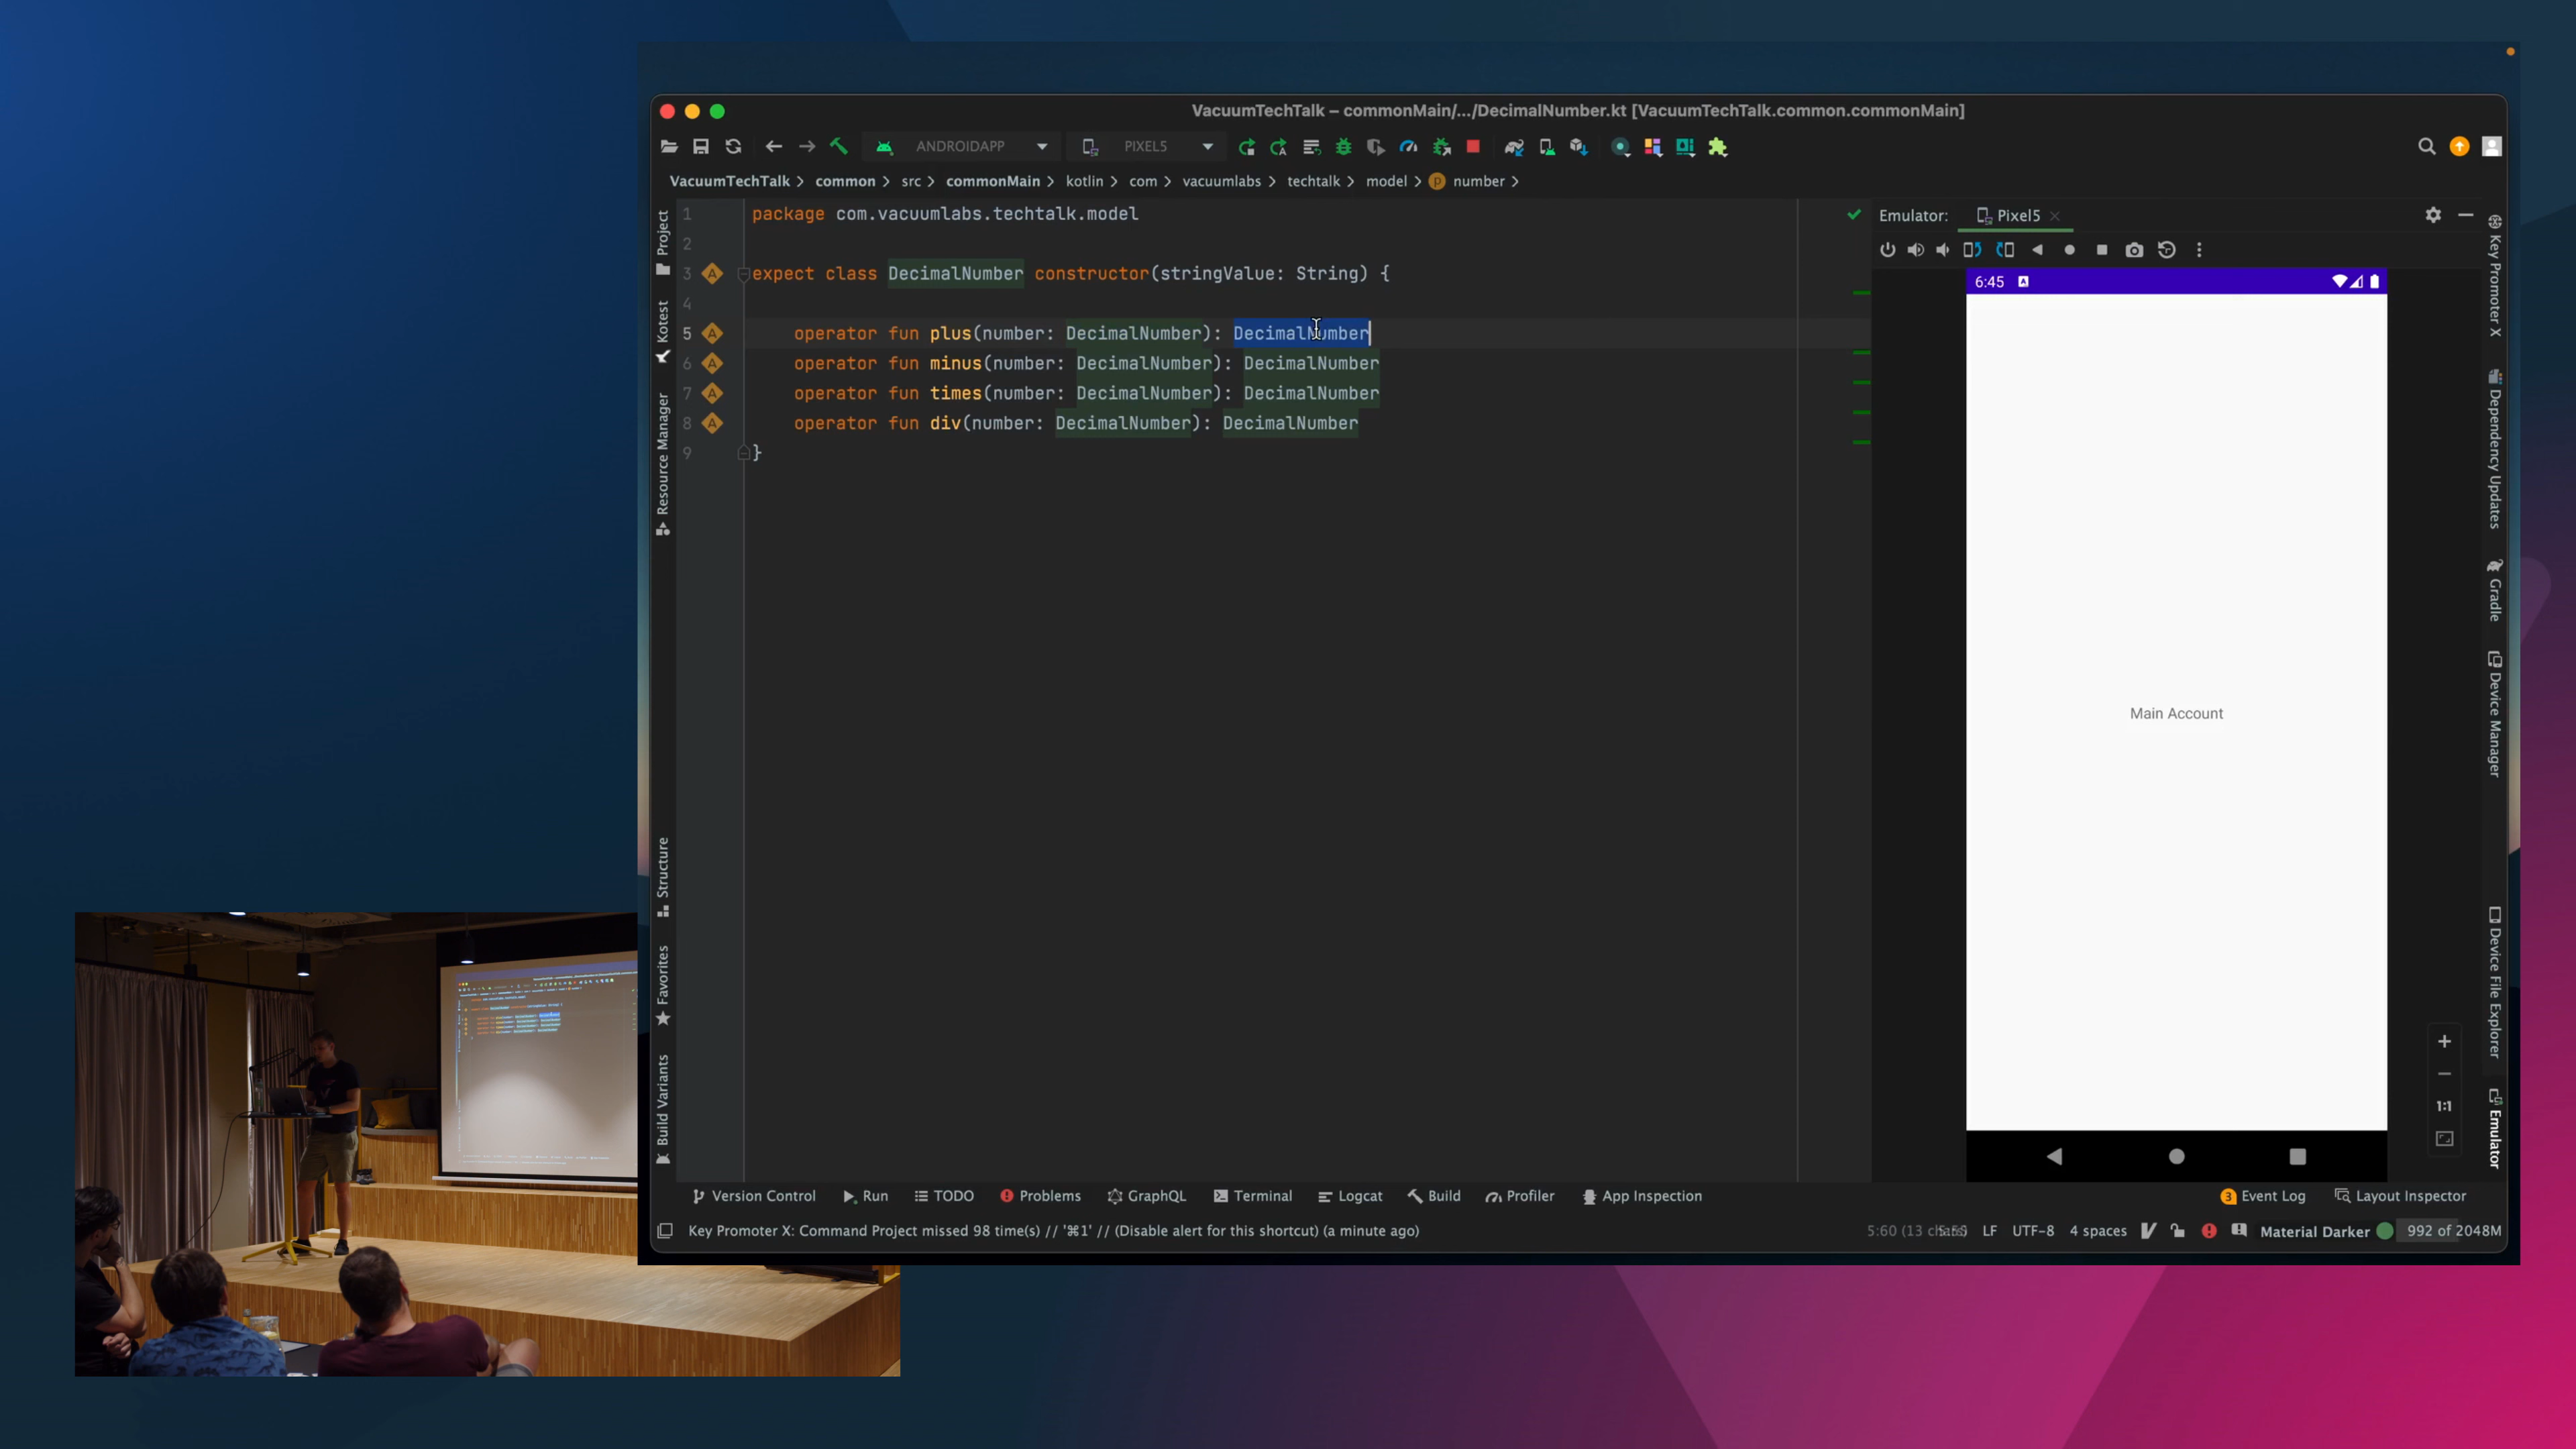 VacuumTechTalk – commonMain/.../DecimalNumber.kt [VacuumTechTalk.common.commonMain]
ANDROIDAPP
PIXEL5
VacuumTechTalk > common > src > commonMain > kotlin > com > vacuumlabs > techtalk > model > number >
Project
Kotest
Resource Manager
Structure
Favorites
Build Variants
1 package com.vacuumlabs.techtalk.model
2
3 expect class DecimalNumber constructor(stringValue: String) {
4
5 operator fun plus(number: DecimalNumber): DecimalNumber
6 operator fun minus(number: DecimalNumber): DecimalNumber
7 operator fun times(number: DecimalNumber): DecimalNumber
8 operator fun div(number: DecimalNumber): DecimalNumber
9 }
Emulator: Pixel5
6:45
Main Account
1:1
Key Promoter X
Dependency Updates
Gradle
Device Manager
Device File Explorer
Emulator
Version Control Run TODO Problems GraphQL Terminal Logcat Build Profiler App Inspection 3 Event Log Layout Inspector
Key Promoter X: Command Project missed 98 time(s) // '⌘1' // (Disable alert for this shortcut) (a minute ago) 5:60 LF UTF-8 4 spaces Material Darker 992 of 2048M